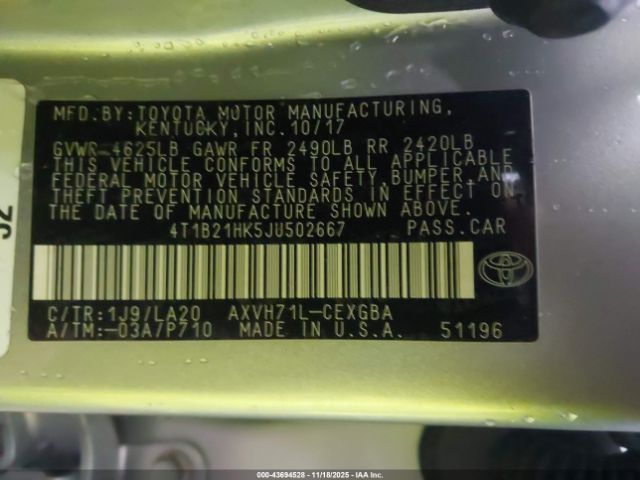 MFD.BY:TOYOTA MOTOR MANUFACTURING,
KENTUCKY, INC. 10/17
GVWR-4625LB GAWR FR 2490LB RR 2420LB
THIS VEHICLE CONFORMS TO ALL APPLICABLE
FEDERAL MOTOR VEHICLE SAFETY, BUMPER, AND
THEFT PREVENTION STANDARDS IN EFFECT ON
THE DATE OF MANUFACTURE SHOWN ABOVE.
4T1B21HK5JU502667 PASS.CAR
C/TR:1J9/LA20 AXVH71L-CEXGBA
A/TM:-03A/P710 MADE IN U.S.A. 51196
000-43694528 | 11/18/2025 | IAA Inc.